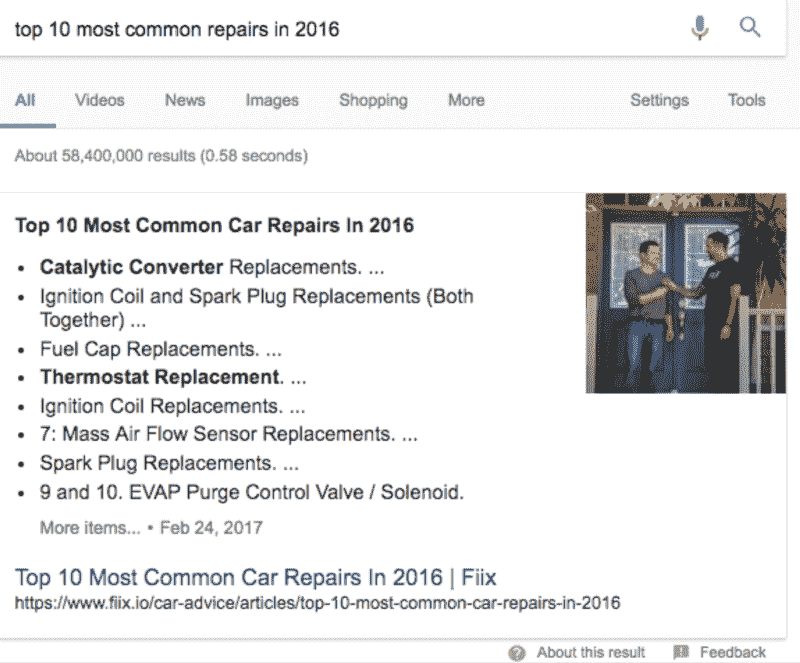 top 10 most common repairs in 2016
All Videos News Images Shopping More Settings Tools
About 58,400,000 results (0.58 seconds)
Top 10 Most Common Car Repairs In 2016
• Catalytic Converter Replacements. ...
• Ignition Coil and Spark Plug Replacements (Both
Together) ...
• Fuel Cap Replacements. ...
• Thermostat Replacement. ...
• Ignition Coil Replacements. ...
• 7: Mass Air Flow Sensor Replacements. ...
• Spark Plug Replacements. ...
• 9 and 10. EVAP Purge Control Valve / Solenoid.
More items... • Feb 24, 2017
Top 10 Most Common Car Repairs In 2016 | Fiix
https://www.fiix.io/car-advice/articles/top-10-most-common-car-repairs-in-2016
About this result Feedback